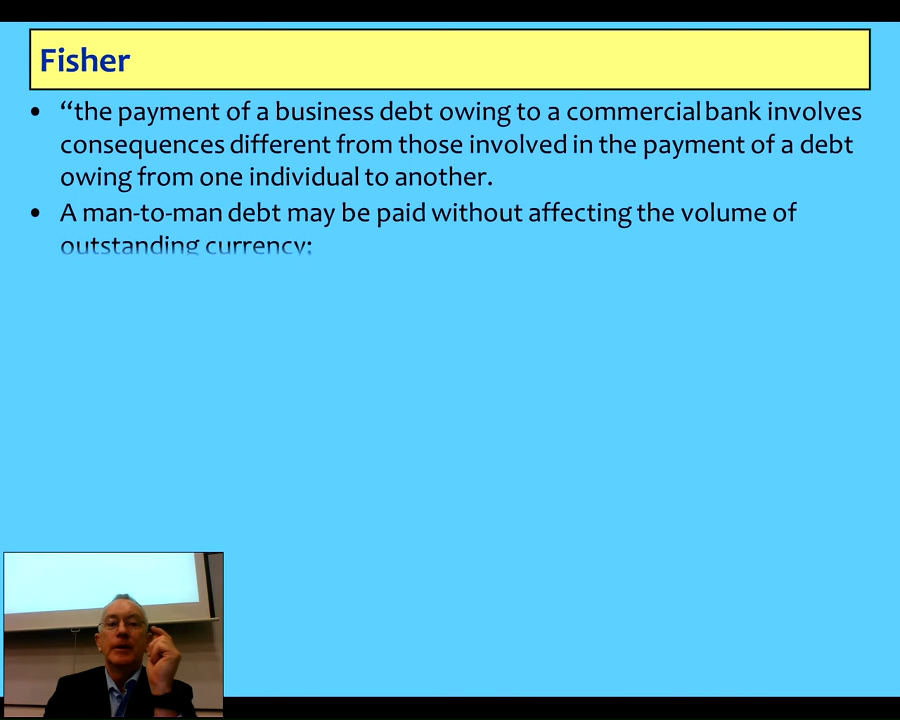 Fisher
• “the payment of a business debt owing to a commercial bank involves
consequences different from those involved in the payment of a debt
owing from one individual to another.
• A man-to-man debt may be paid without affecting the volume of
outstanding currency;